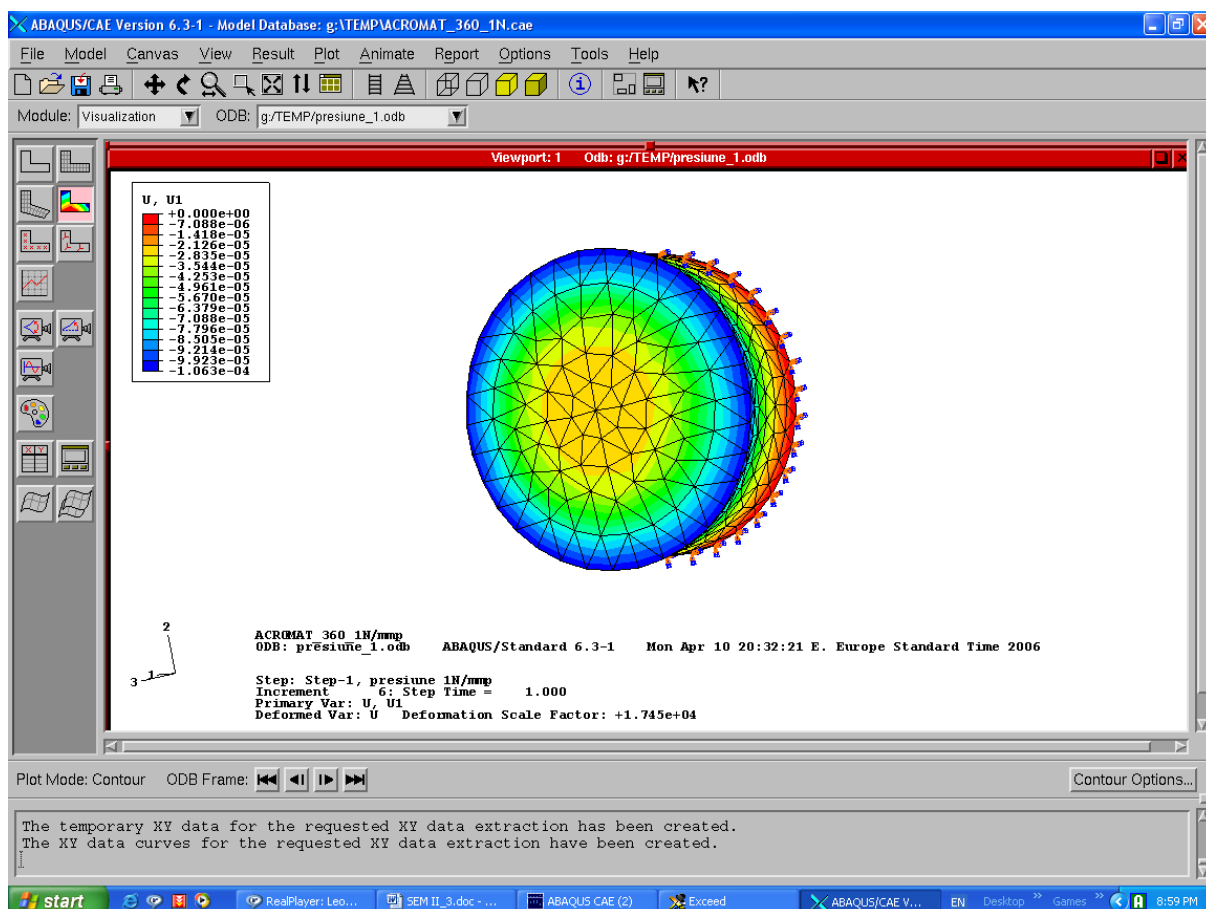 ABAQUS/CAE Version 6.3-1 - Model Database: g:\TEMP\ACROMAT_360_1N.cae
File Model Canvas View Result Plot Animate Report Options Tools Help
Module: Visualization ODB: g:/TEMP/presiune_1.odb
Viewport: 1 Odb: g:/TEMP/presiune_1.odb
U, U1
+0.000e+00
-7.088e-06
-1.418e-05
-2.126e-05
-2.835e-05
-3.544e-05
-4.253e-05
-4.961e-05
-5.670e-05
-6.379e-05
-7.088e-05
-7.796e-05
-8.505e-05
-9.214e-05
-9.923e-05
-1.063e-04
2
3 1
ACROMAT_360_1N/mmp
ODB: presiune_1.odb ABAQUS/Standard 6.3-1 Mon Apr 10 20:32:21 E. Europe Standard Time 2006
Step: Step-1, presiune 1N/mmp
Increment 6: Step Time = 1.000
Primary Var: U, U1
Deformed Var: U Deformation Scale Factor: +1.745e+04
Plot Mode: Contour ODB Frame: Contour Options...
The temporary XY data for the requested XY data extraction has been created.
The XY data curves for the requested XY data extraction have been created.
start RealPlayer: Leo... SEM II_3.doc - ... ABAQUS CAE (2) Exceed ABAQUS/CAE V... EN Desktop » Games » 8:59 PM